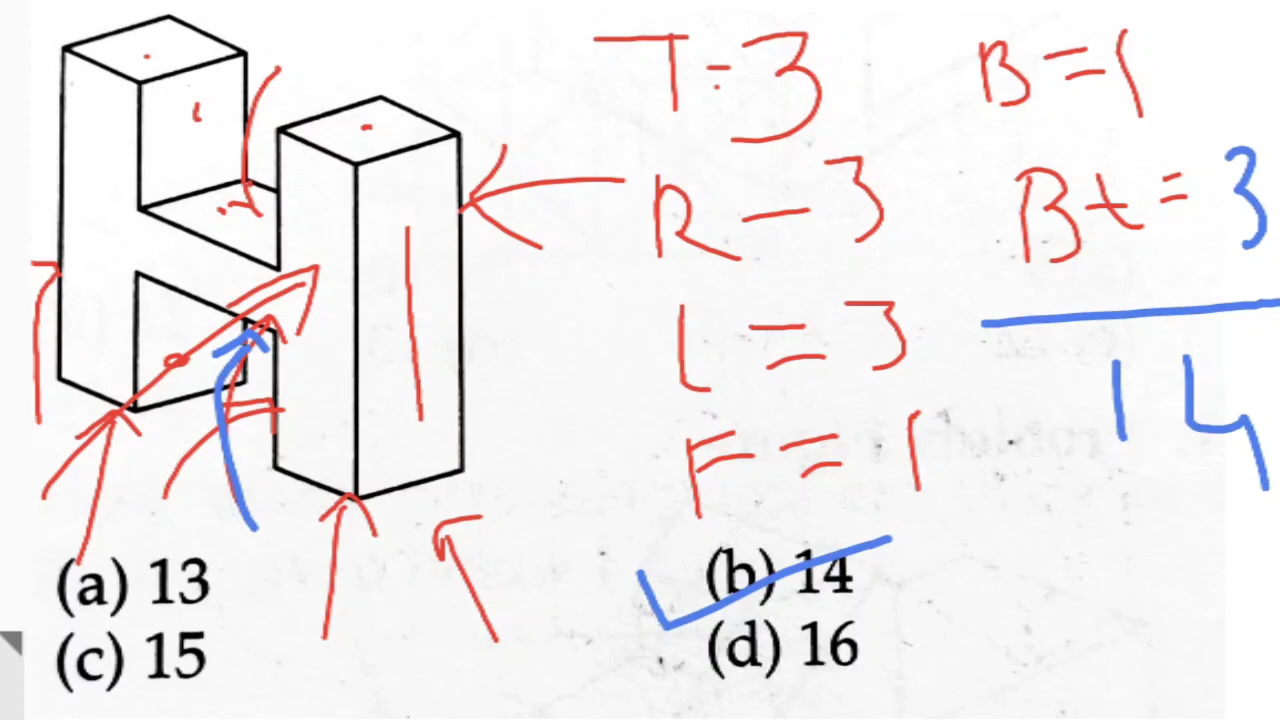 T - 3
B = 1
R - 3
Bt = 3
L = 3
F = 1
14
(a) 13
(b) 14
(c) 15
(d) 16